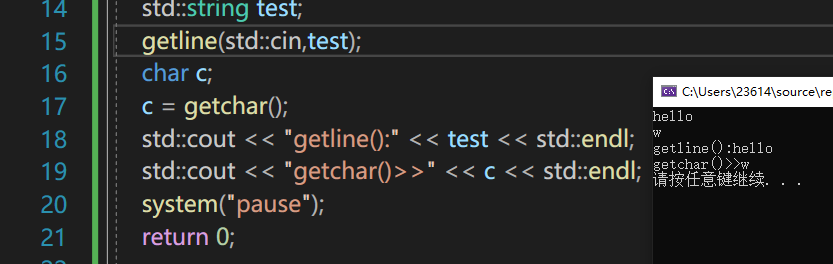 14 std::string test;
15 getline(std::cin,test);
16 char c;
17 c = getchar();
18 std::cout << "getline():" << test << std::endl;
19 std::cout << "getchar()>>" << c << std::endl;
20 system("pause");
21 return 0;
C:\Users\23614\source\re
hello
w
getline():hello
getchar()>>w
请按任意键继续. . .